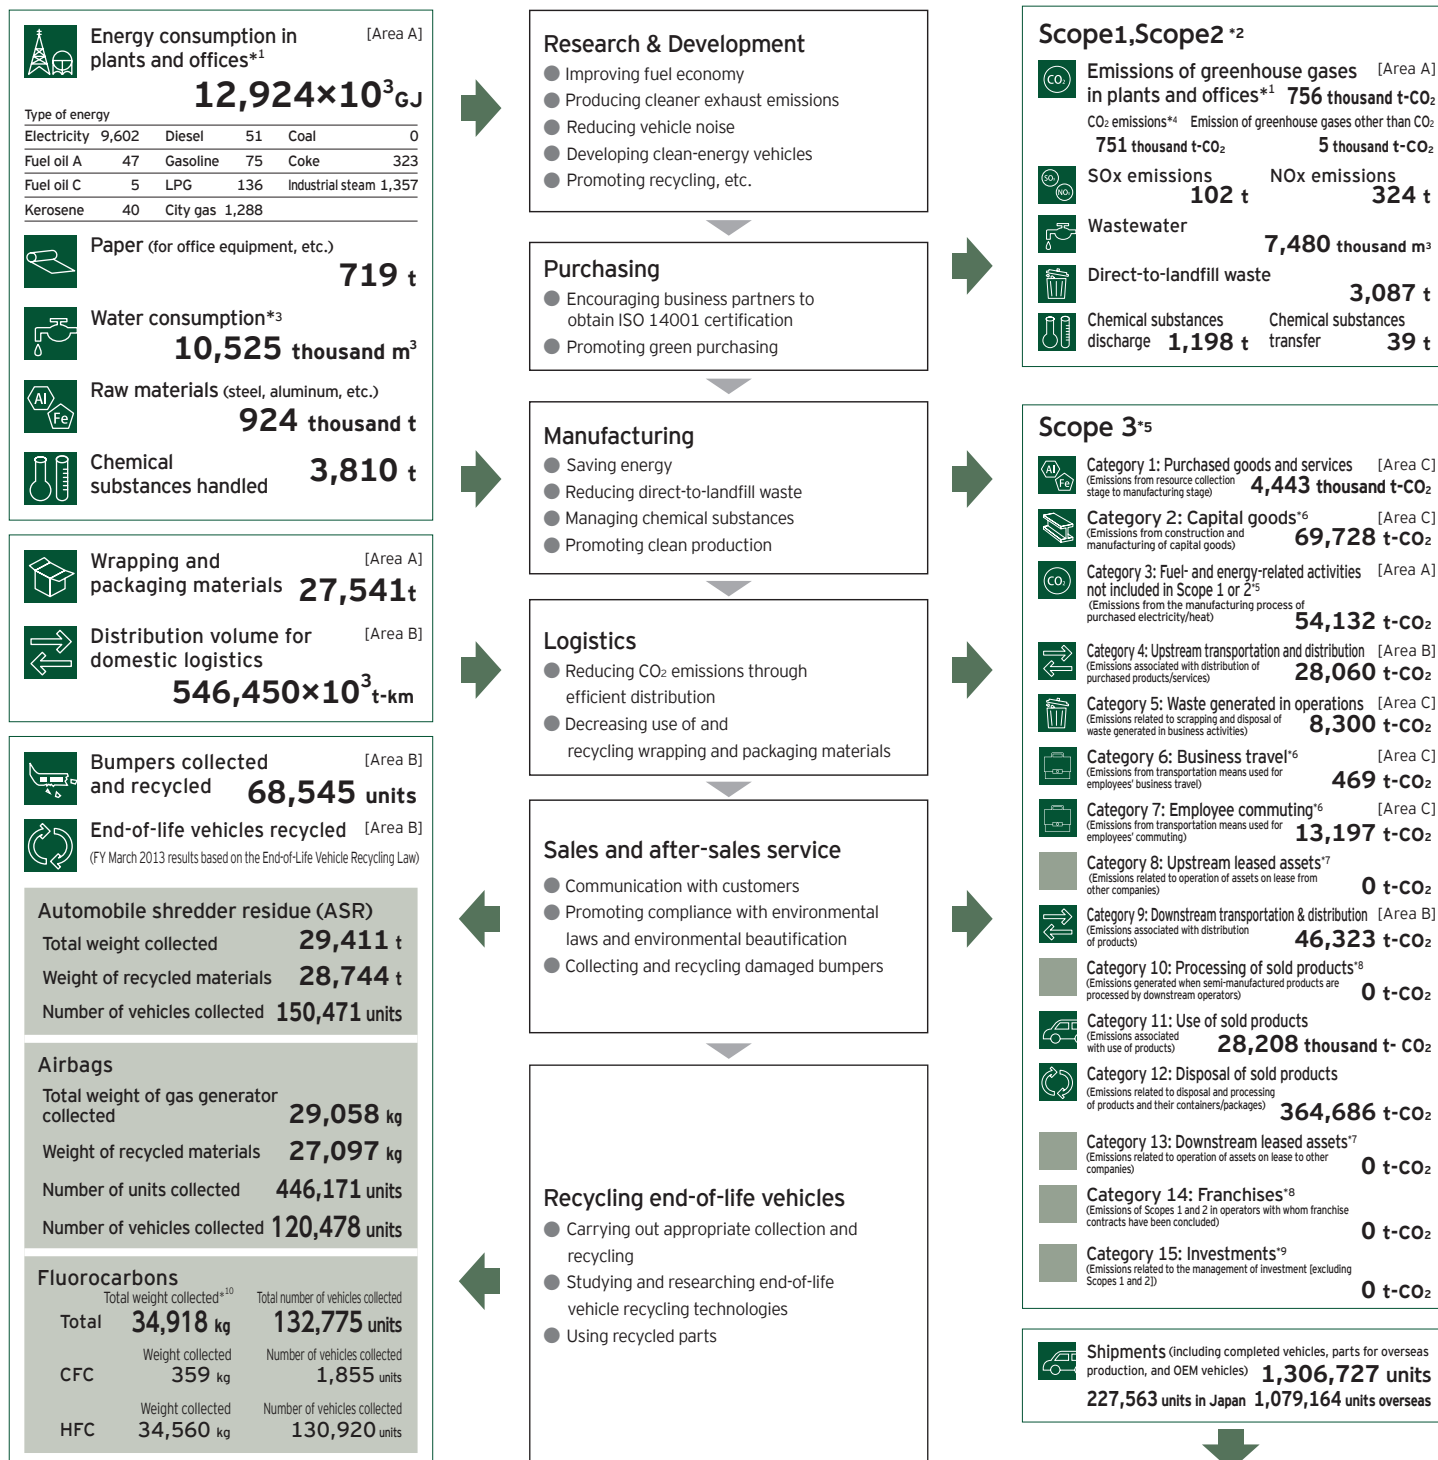 Energy consumption in [Area A]
plants and offices*1
12,924×10³GJ
Type of energy
Electricity 9,602 Diesel 51 Coal 0
Fuel oil A 47 Gasoline 75 Coke 323
Fuel oil C 5 LPG 136 Industrial steam 1,357
Kerosene 40 City gas 1,288
Paper (for office equipment, etc.)
719 t
Water consumption*3
10,525 thousand m³
Al
Fe
Raw materials (steel, aluminum, etc.)
924 thousand t
Chemical
substances handled 3,810 t
Wrapping and [Area A]
packaging materials 27,541t
Distribution volume for [Area B]
domestic logistics
546,450×10³t-km
Bumpers collected [Area B]
and recycled 68,545 units
End-of-life vehicles recycled [Area B]
(FY March 2013 results based on the End-of-Life Vehicle Recycling Law)
Automobile shredder residue (ASR)
Total weight collected 29,411 t
Weight of recycled materials 28,744 t
Number of vehicles collected 150,471 units
Airbags
Total weight of gas generator
collected 29,058 kg
Weight of recycled materials 27,097 kg
Number of units collected 446,171 units
Number of vehicles collected 120,478 units
Fluorocarbons
Total weight collected*10 Total number of vehicles collected
Total 34,918 kg 132,775 units
Weight collected Number of vehicles collected
CFC 359 kg 1,855 units
Weight collected Number of vehicles collected
HFC 34,560 kg 130,920 units
Research & Development
● Improving fuel economy
● Producing cleaner exhaust emissions
● Reducing vehicle noise
● Developing clean-energy vehicles
● Promoting recycling, etc.
Purchasing
● Encouraging business partners to
obtain ISO 14001 certification
● Promoting green purchasing
Manufacturing
● Saving energy
● Reducing direct-to-landfill waste
● Managing chemical substances
● Promoting clean production
Logistics
● Reducing CO₂ emissions through
efficient distribution
● Decreasing use of and
recycling wrapping and packaging materials
Sales and after-sales service
● Communication with customers
● Promoting compliance with environmental
laws and environmental beautification
● Collecting and recycling damaged bumpers
Recycling end-of-life vehicles
● Carrying out appropriate collection and
recycling
● Studying and researching end-of-life
vehicle recycling technologies
● Using recycled parts
Scope1,Scope2 *2
CO₂
Emissions of greenhouse gases [Area A]
in plants and offices*1 756 thousand t-CO₂
CO₂ emissions*4 Emission of greenhouse gases other than CO₂
751 thousand t-CO₂ 5 thousand t-CO₂
SOx
NOx
SOx emissions NOx emissions
102 t 324 t
Wastewater
7,480 thousand m³
Direct-to-landfill waste
3,087 t
Chemical substances Chemical substances
discharge 1,198 t transfer 39 t
Scope 3*5
Al
Fe
Category 1: Purchased goods and services [Area C]
(Emissions from resource collection
stage to manufacturing stage) 4,443 thousand t-CO₂
Category 2: Capital goods*6 [Area C]
(Emissions from construction and
manufacturing of capital goods) 69,728 t-CO₂
CO₂
Category 3: Fuel- and energy-related activities [Area A]
not included in Scope 1 or 2*5
(Emissions from the manufacturing process of
purchased electricity/heat) 54,132 t-CO₂
Category 4: Upstream transportation and distribution [Area B]
(Emissions associated with distribution of
purchased products/services) 28,060 t-CO₂
Category 5: Waste generated in operations [Area C]
(Emissions related to scrapping and disposal of
waste generated in business activities) 8,300 t-CO₂
Category 6: Business travel*6 [Area C]
(Emissions from transportation means used for
employees' business travel) 469 t-CO₂
Category 7: Employee commuting*6 [Area C]
(Emissions from transportation means used for
employees' commuting) 13,197 t-CO₂
Category 8: Upstream leased assets*7
(Emissions related to operation of assets on lease from
other companies) 0 t-CO₂
Category 9: Downstream transportation & distribution [Area B]
(Emissions associated with distribution
of products) 46,323 t-CO₂
Category 10: Processing of sold products*8
(Emissions generated when semi-manufactured products are
processed by downstream operators) 0 t-CO₂
Category 11: Use of sold products
(Emissions associated
with use of products) 28,208 thousand t- CO₂
Category 12: Disposal of sold products
(Emissions related to disposal and processing
of products and their containers/packages) 364,686 t-CO₂
Category 13: Downstream leased assets*7
(Emissions related to operation of assets on lease to other
companies) 0 t-CO₂
Category 14: Franchises*8
(Emissions of Scopes 1 and 2 in operators with whom franchise
contracts have been concluded) 0 t-CO₂
Category 15: Investments*9
(Emissions related to the management of investment [excluding
Scopes 1 and 2]) 0 t-CO₂
Shipments (including completed vehicles, parts for overseas
production, and OEM vehicles) 1,306,727 units
227,563 units in Japan 1,079,164 units overseas